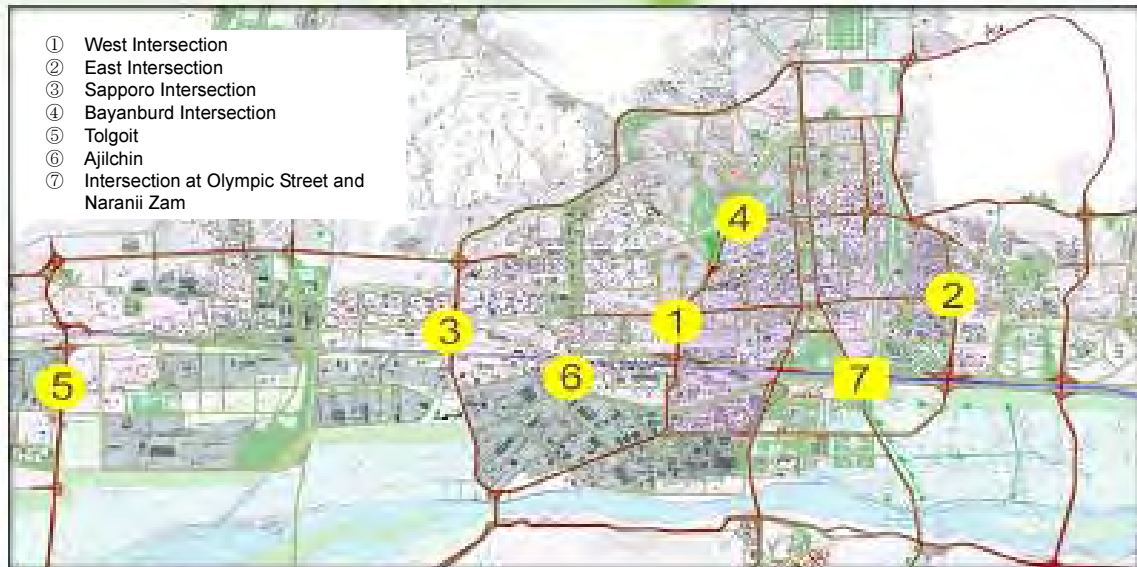 ① West Intersection
② East Intersection
③ Sapporo Intersection
④ Bayanburd Intersection
⑤ Tolgoit
⑥ Ajilchin
⑦ Intersection at Olympic Street and
Naranii Zam
4
2
1
3
6
7
5